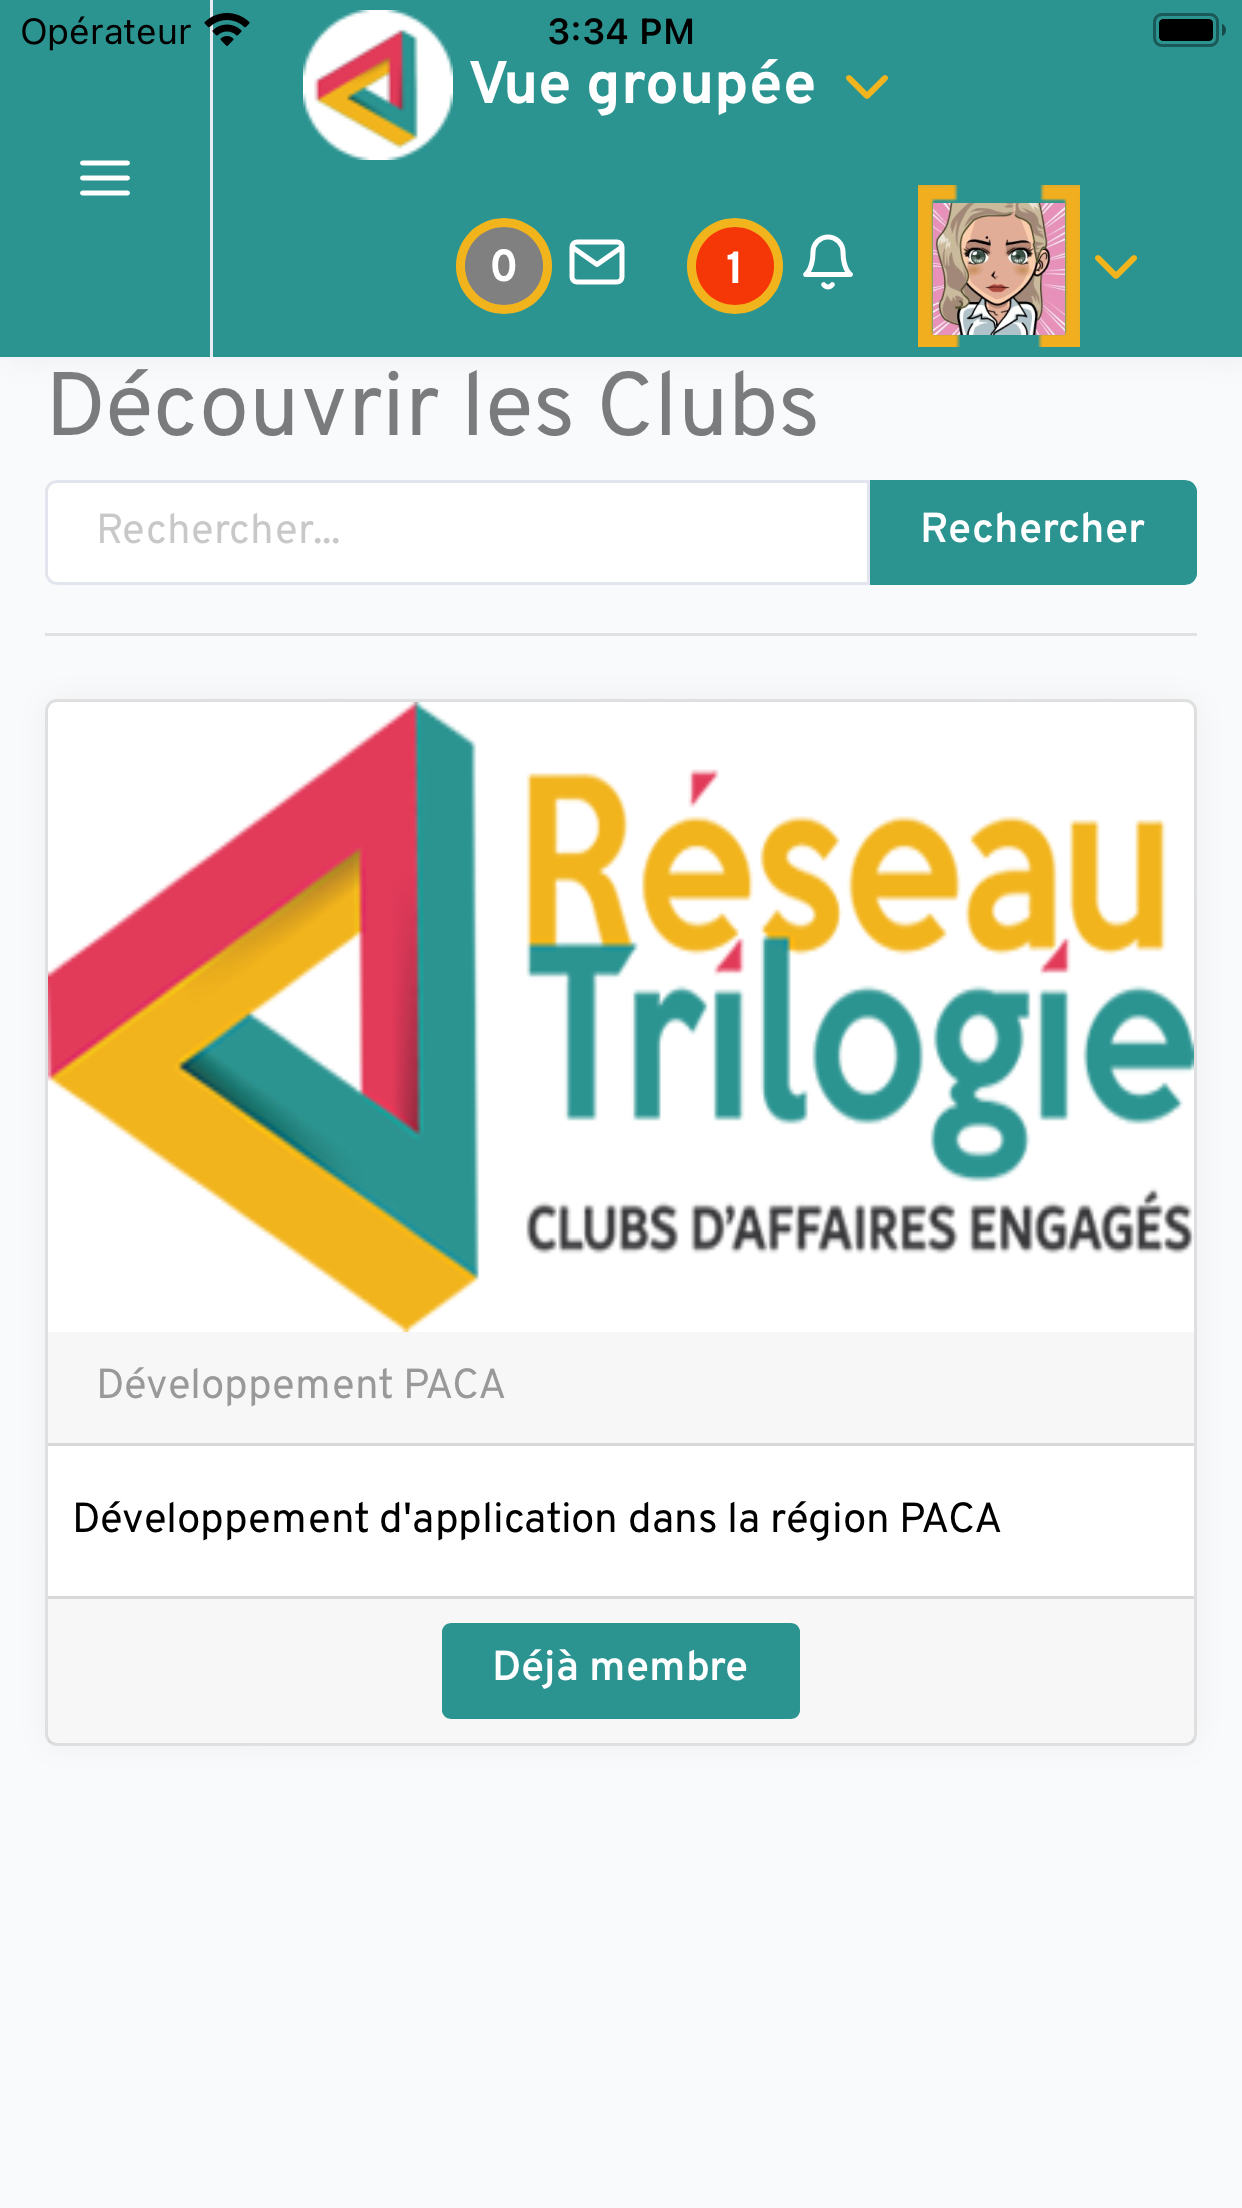 Opérateur 3:34 PM
Vue groupée
0 1
Découvrir les Clubs
Rechercher... Rechercher
Réseau
Trilogie
CLUBS D'AFFAIRES ENGAGÉS
Développement PACA
Développement d'application dans la région PACA
Déjà membre